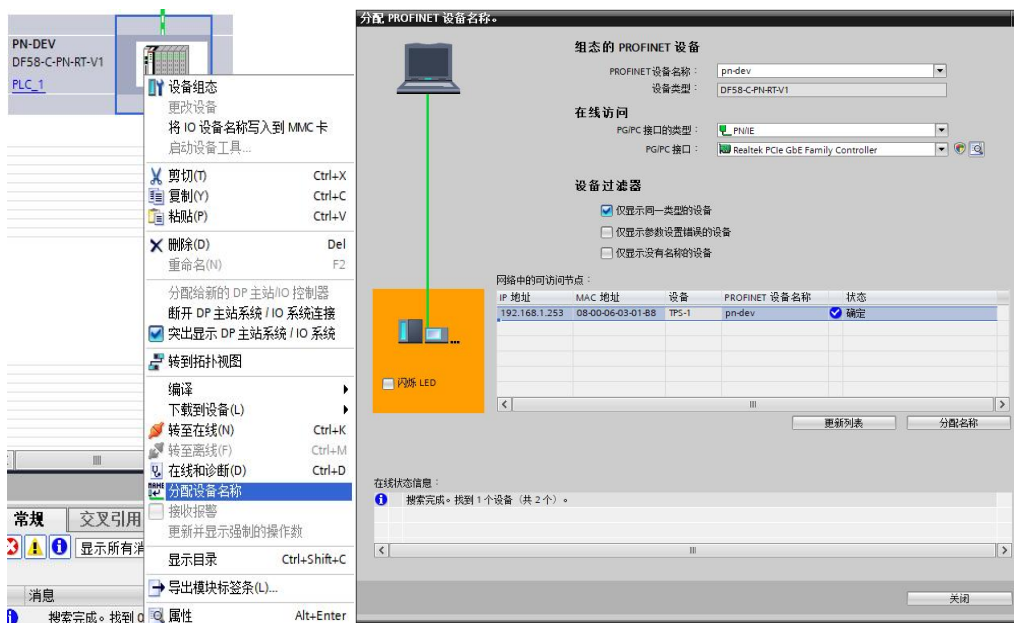 PN-DEV
DF58-C-PN-RT-V1
PLC_1
设备组态
更改设备
将 IO 设备名称写入到 MMC 卡
启动设备工具...
剪切(T) Ctrl+X
复制(Y) Ctrl+C
粘贴(P) Ctrl+V
删除(D) Del
重命名(N) F2
分配给新的 DP 主站/IO 控制器
断开 DP 主站系统 / IO 系统连接
突出显示 DP 主站系统 / IO 系统
转到拓扑视图
编译
下载到设备(L)
转至在线(N) Ctrl+K
转至离线(F) Ctrl+M
在线和诊断(D) Ctrl+D
分配设备名称
接收报警
更新并显示强制的操作数
显示目录 Ctrl+Shift+C
导出模块标签条(L)...
属性 Alt+Enter
常规 交叉引用
显示所有消
消息
搜索完成。找到 0
分配 PROFINET 设备名称。
组态的 PROFINET 设备
PROFINET设备名称： pn-dev
设备类型： DF58-C-PN-RT-V1
在线访问
PG/PC 接口的类型： PN/IE
PG/PC 接口： Realtek PCIe GbE Family Controller
设备过滤器
仅显示同一类型的设备
仅显示参数设置错误的设备
仅显示没有名称的设备
网络中的可访问节点：
IP 地址 MAC 地址 设备 PROFINET 设备名称 状态
192.168.1.253 08-00-06-03-01-B8 TPS-1 pn-dev 确定
闪烁 LED
更新列表 分配名称
在线状态信息：
搜索完成。找到 1 个设备（共 2 个）。
关闭